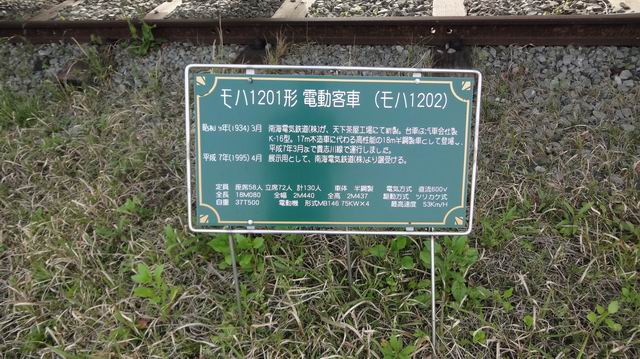 モハ1201形 電動客車 (モハ1202)
昭和 9年(1934) 3月 南海電気鉄道(株)が、天下茶屋工場にて新製。台車は汽車会社製
K-16型。17m木造車に代わる高性能の18m半鋼製車として登場。
平成7年3月まで貴志川線で運行しました。
平成 7年(1995) 4月 展示用として、南海電気鉄道(株)より譲受ける。
定員 座席58人 立席72人 計130人 車体 半鋼製 電気方式 直流600v
全長 18M080 全幅 2M440 全高 2M437 駆動方式 ツリカケ式
自重 37T500 電動機 形式MB146 75KW×4 最高速度 53Km/H